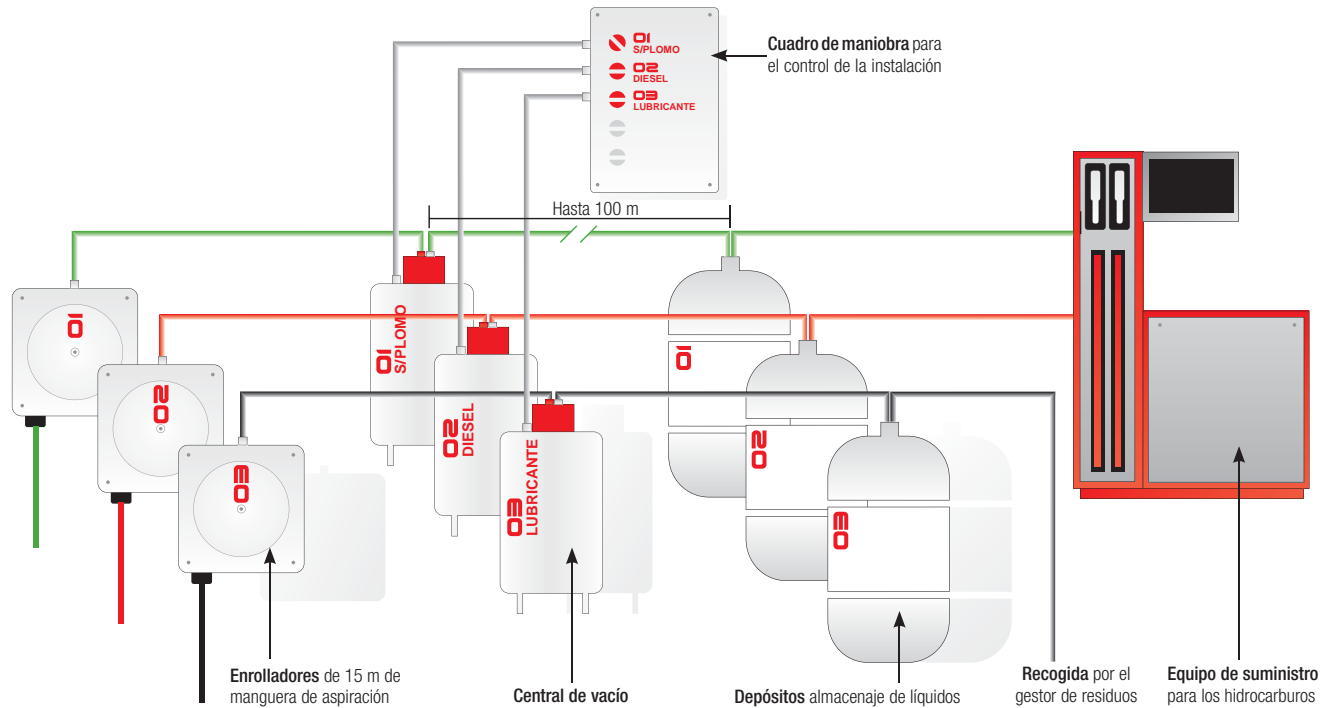 01
S/PLOMO
02
DIESEL
03
LUBRICANTE
Cuadro de maniobra para
el control de la instalación
Hasta 100 m
01
02
03
01
S/PLOMO
02
DIESEL
03
LUBRICANTE
01
02
03
Enrolladores de 15 m de
manguera de aspiración
Central de vacío
Depósitos almacenaje de líquidos
Recogida por el
gestor de residuos
Equipo de suministro
para los hidrocarburos